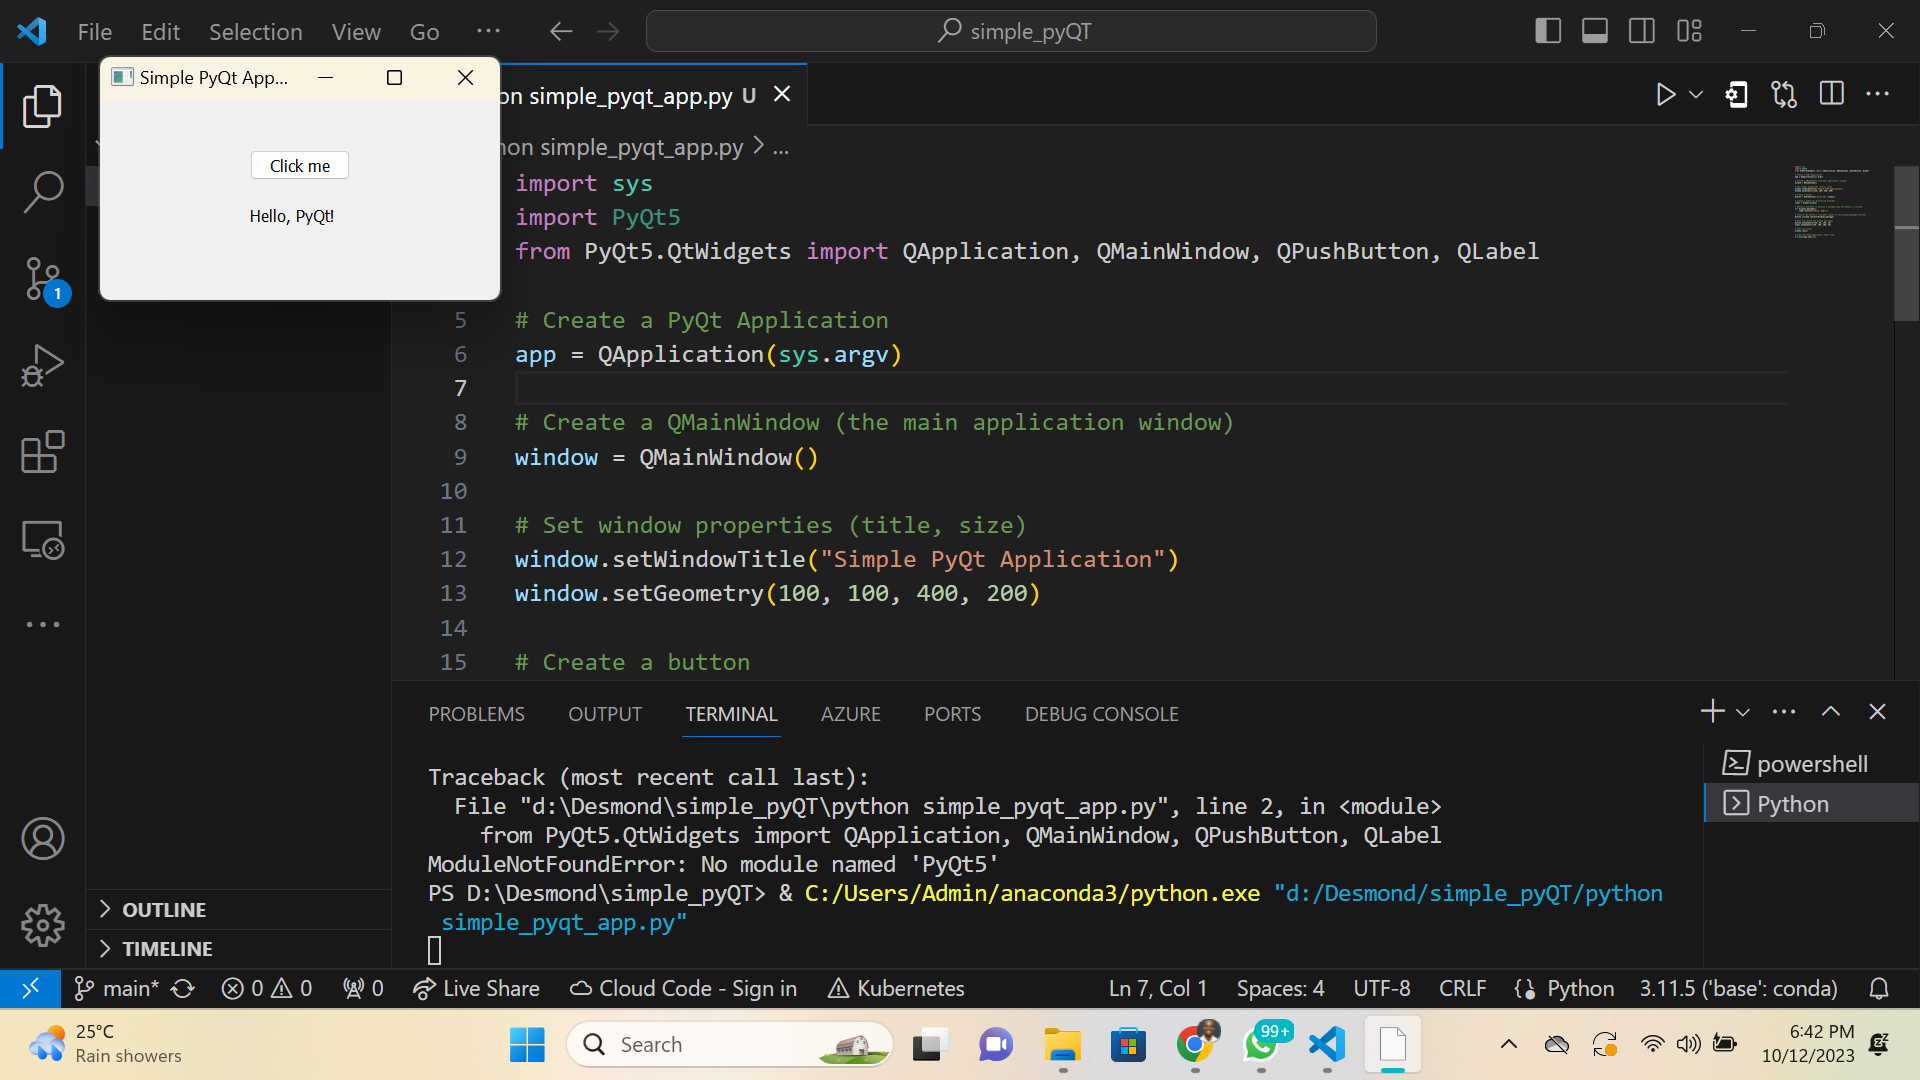 File Edit Selection View Go ...
simple_pyQT
Simple PyQt App...
Click me
Hello, PyQt!
on simple_pyqt_app.py U
on simple_pyqt_app.py > ...
import sys
import PyQt5
from PyQt5.QtWidgets import QApplication, QMainWindow, QPushButton, QLabel
5 # Create a PyQt Application
6 app = QApplication(sys.argv)
7
8 # Create a QMainWindow (the main application window)
9 window = QMainWindow()
10
11 # Set window properties (title, size)
12 window.setWindowTitle("Simple PyQt Application")
13 window.setGeometry(100, 100, 400, 200)
14
15 # Create a button
1
PROBLEMS OUTPUT TERMINAL AZURE PORTS DEBUG CONSOLE
Traceback (most recent call last):
File "d:\Desmond\simple_pyQT\python simple_pyqt_app.py", line 2, in <module>
from PyQt5.QtWidgets import QApplication, QMainWindow, QPushButton, QLabel
ModuleNotFoundError: No module named 'PyQt5'
PS D:\Desmond\simple_pyQT> & C:/Users/Admin/anaconda3/python.exe "d:/Desmond/simple_pyQT/python
simple_pyqt_app.py"
powershell
Python
OUTLINE
TIMELINE
main* 0 0 0 Live Share Cloud Code - Sign in Kubernetes Ln 7, Col 1 Spaces: 4 UTF-8 CRLF Python 3.11.5 ('base': conda)
25°C
Rain showers
Search
99+
6:42 PM
10/12/2023